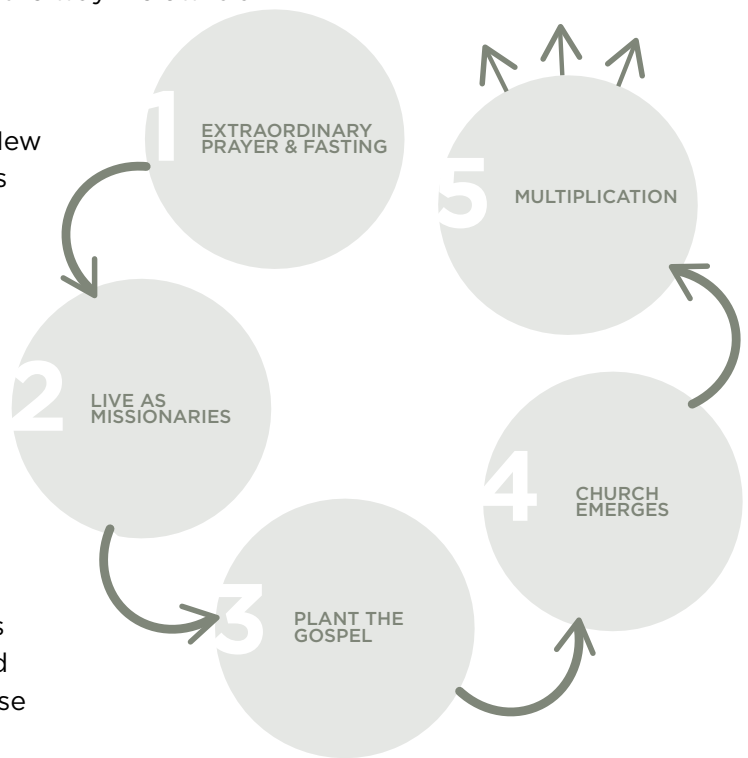 1
EXTRAORDINARY
PRAYER & FASTING
2
LIVE AS
MISSIONARIES
3
PLANT THE
GOSPEL
4
CHURCH
EMERGES
5
MULTIPLICATION